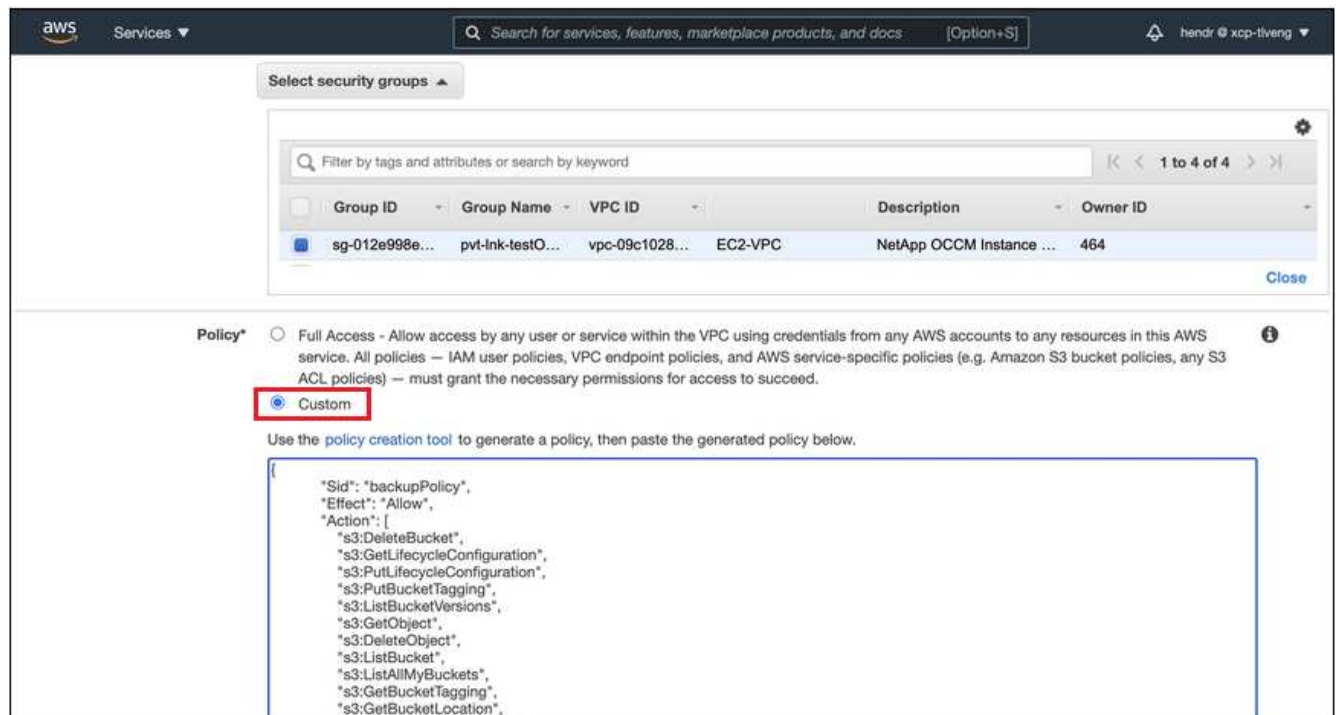 aws
Services ▼
Search for services, features, marketplace products, and docs [Option+S]
hendr @ xcp-tlveng ▼
Select security groups ▲
Filter by tags and attributes or search by keyword
1 to 4 of 4
Group ID Group Name VPC ID Description Owner ID
sg-012e998e... pvt-lnk-testO... vpc-09c1028... EC2-VPC NetApp OCCM Instance ... 464
Close
Policy*
Full Access - Allow access by any user or service within the VPC using credentials from any AWS accounts to any resources in this AWS
service. All policies — IAM user policies, VPC endpoint policies, and AWS service-specific policies (e.g. Amazon S3 bucket policies, any S3
ACL policies) — must grant the necessary permissions for access to succeed.
Custom
Use the policy creation tool to generate a policy, then paste the generated policy below.
{
"Sid": "backupPolicy",
"Effect": "Allow",
"Action": [
"s3:DeleteBucket",
"s3:GetLifecycleConfiguration",
"s3:PutLifecycleConfiguration",
"s3:PutBucketTagging",
"s3:ListBucketVersions",
"s3:GetObject",
"s3:DeleteObject",
"s3:ListBucket",
"s3:ListAllMyBuckets",
"s3:GetBucketTagging",
"s3:GetBucketLocation",